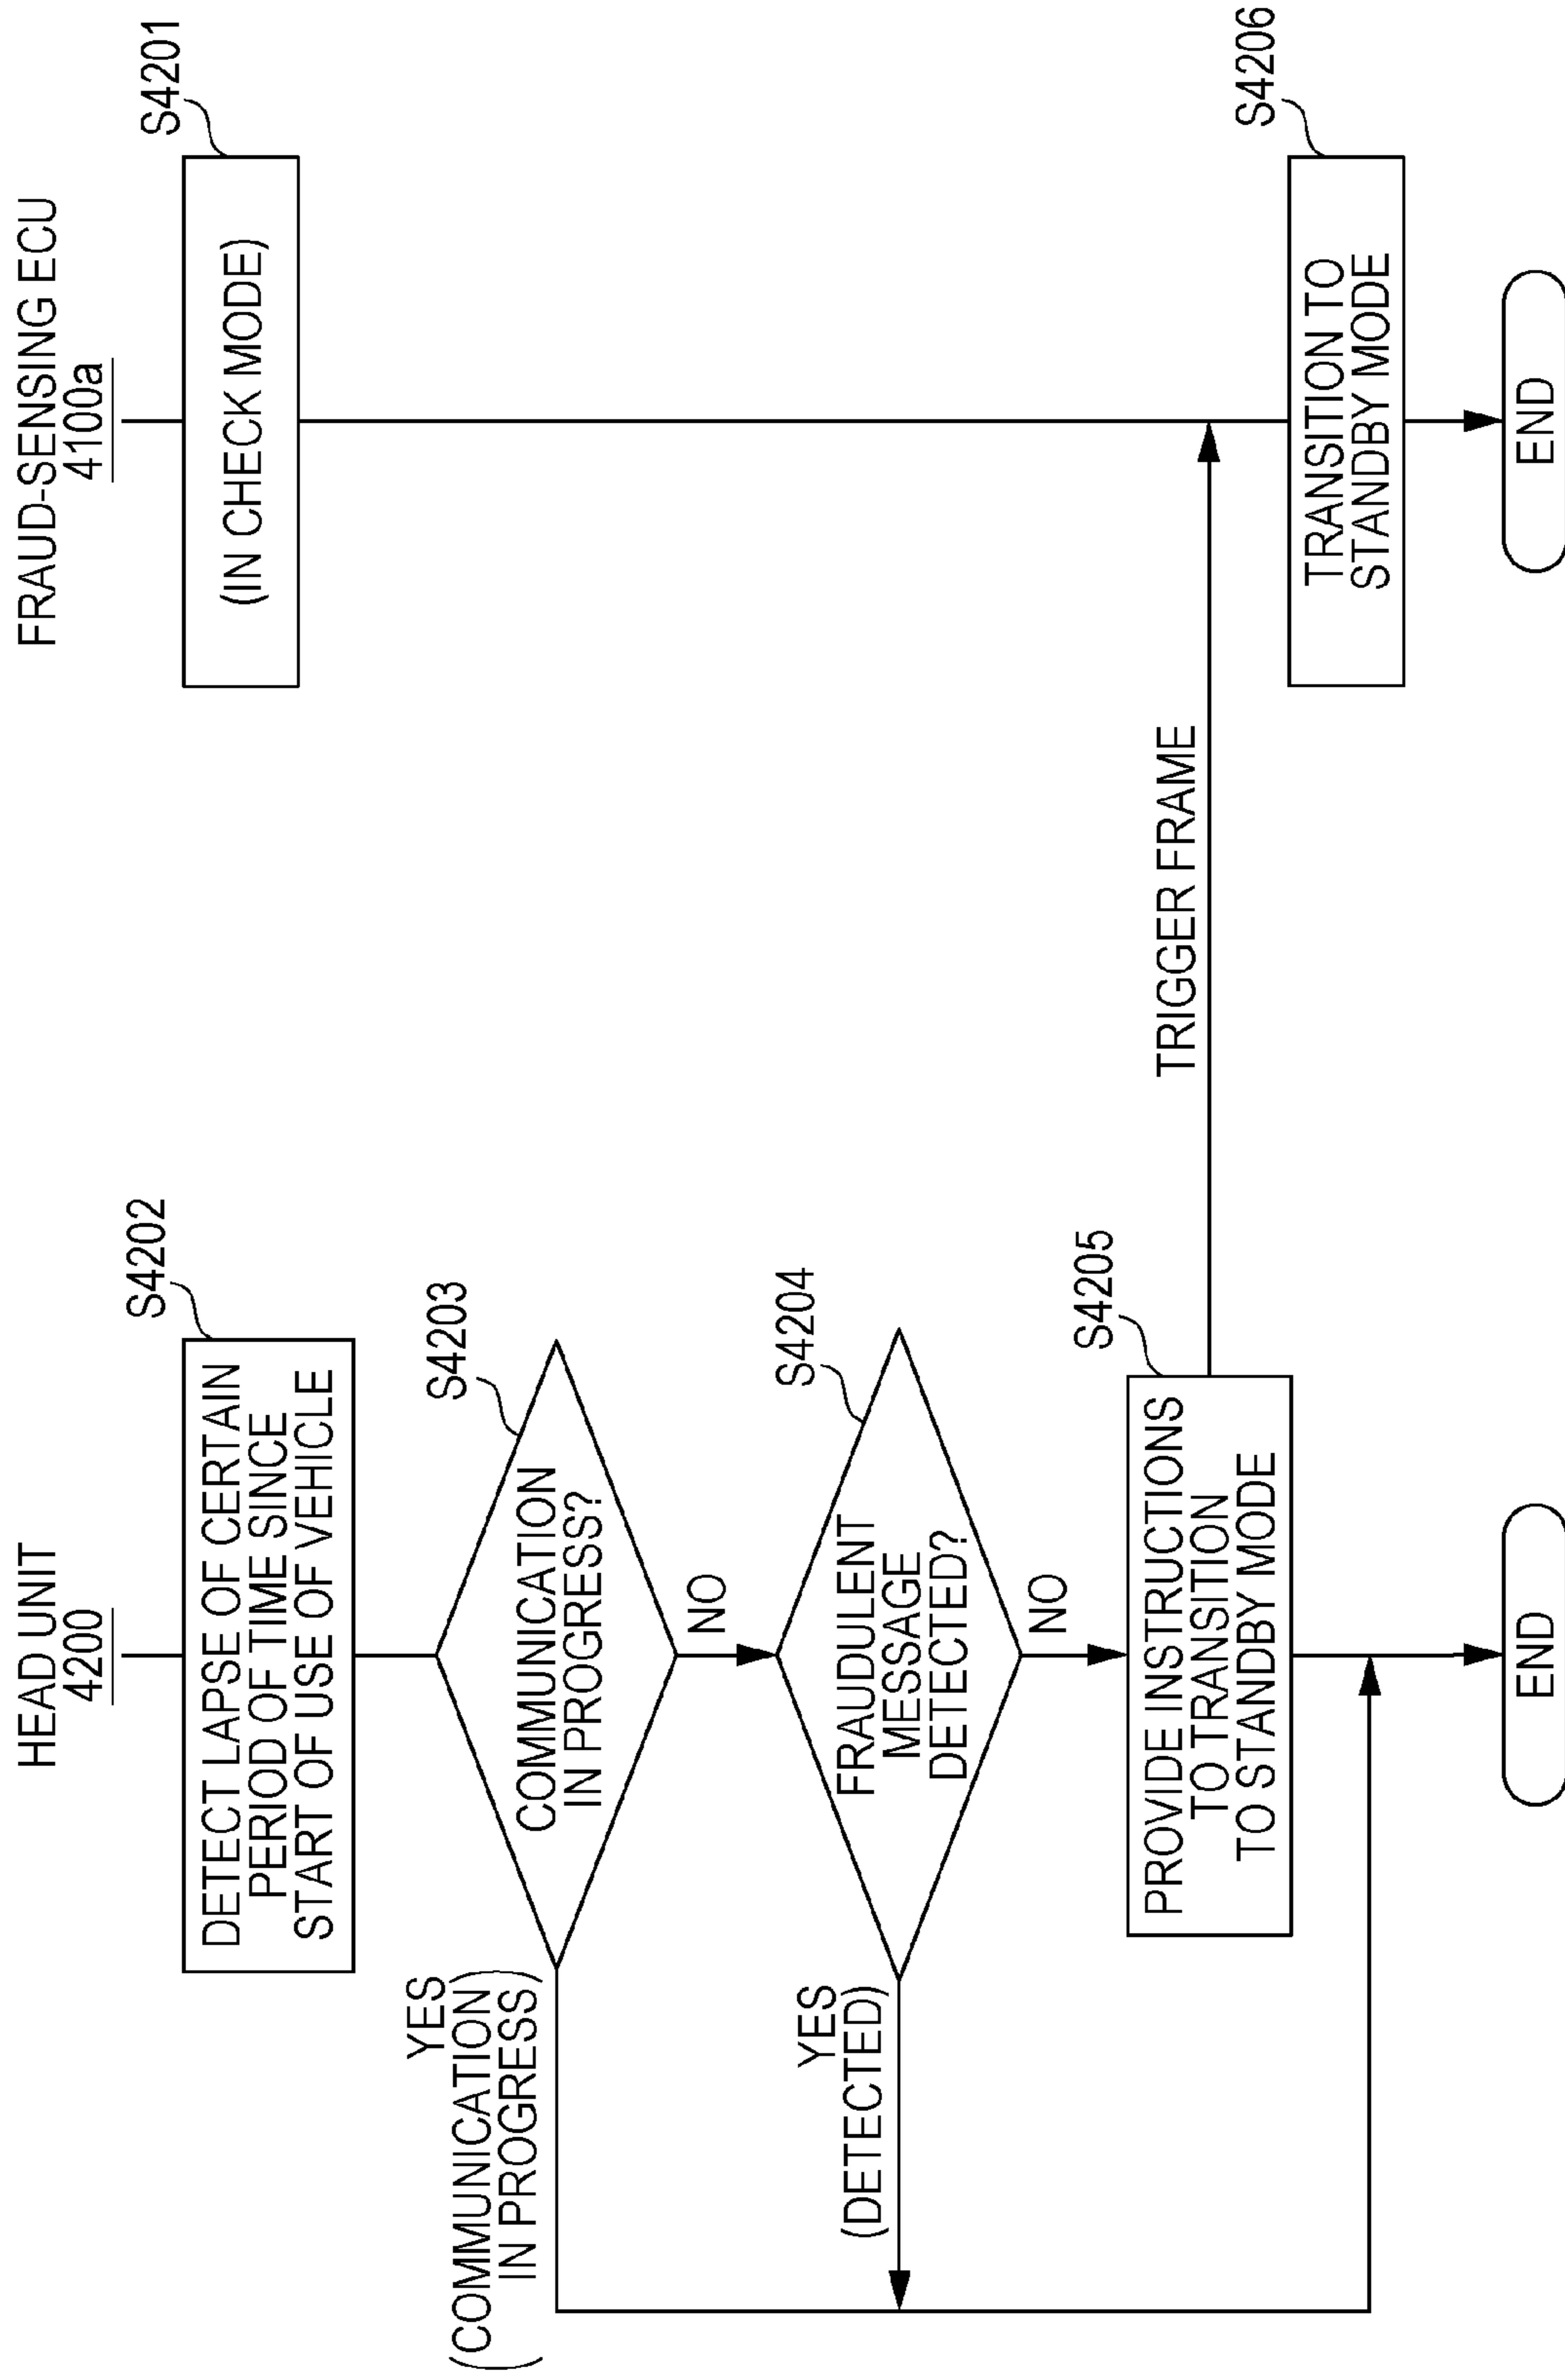 HEAD UNIT
4200
FRAUD-SENSING ECU
4100a
S4201
(IN CHECK MODE)
S4202
DETECT LAPSE OF CERTAIN
PERIOD OF TIME SINCE
START OF USE OF VEHICLE
S4203
COMMUNICATION
IN PROGRESS?
YES
(COMMUNICATION
IN PROGRESS)
NO
S4204
FRAUDULENT
MESSAGE
DETECTED?
YES
(DETECTED)
NO
S4205
PROVIDE INSTRUCTIONS
TO TRANSITION
TO STANDBY MODE
TRIGGER FRAME
S4206
TRANSITION TO
STANDBY MODE
END
END